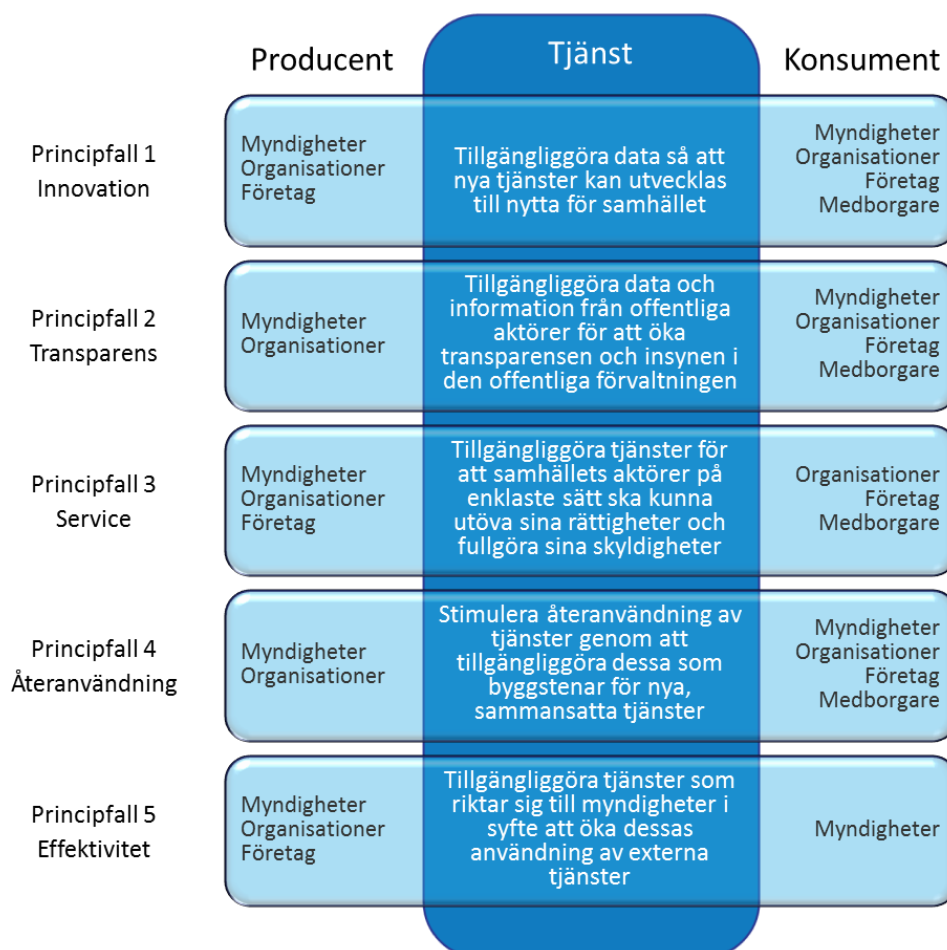 Producent
Tjänst
Konsument
Principfall 1
Innovation
Myndigheter
Organisationer
Företag
Tillgängliggöra data så att
nya tjänster kan utvecklas
till nytta för samhället
Myndigheter
Organisationer
Företag
Medborgare
Principfall 2
Transparens
Myndigheter
Organisationer
Tillgängliggöra data och
information från offentliga
aktörer för att öka
transparensen och insynen i
den offentliga förvaltningen
Myndigheter
Organisationer
Företag
Medborgare
Principfall 3
Service
Myndigheter
Organisationer
Företag
Tillgängliggöra tjänster för
att samhällets aktörer på
enklaste sätt ska kunna
utöva sina rättigheter och
fullgöra sina skyldigheter
Organisationer
Företag
Medborgare
Principfall 4
Återanvändning
Myndigheter
Organisationer
Stimulera återanvändning av
tjänster genom att
tillgängliggöra dessa som
byggstenar för nya,
sammansatta tjänster
Myndigheter
Organisationer
Företag
Medborgare
Principfall 5
Effektivitet
Myndigheter
Organisationer
Företag
Tillgängliggöra tjänster som
riktar sig till myndigheter i
syfte att öka dessas
användning av externa
tjänster
Myndigheter